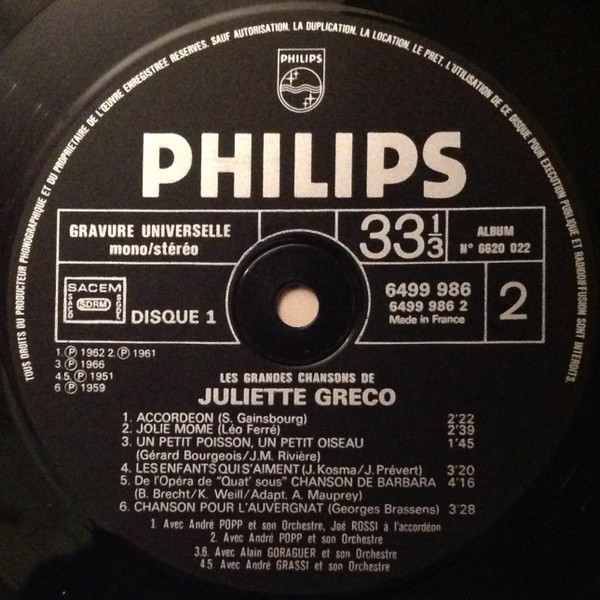 TOUS DROITS DU PRODUCTEUR PHONOGRAPHIQUE ET DU PROPRIETAIRE DE L'ŒUVRE ENREGISTREE RESERVES. SAUF AUTORISATION, LA DUPLICATION, LA LOCATION, LE PRET, L'UTILISATION DE CE DISQUE POUR EXECUTION PUBLIQUE ET RADIODIFFUSION SONT INTERDITS
PHILIPS
PHILIPS
GRAVURE UNIVERSELLE
mono/stéréo
33 1/3
ALBUM
N° 6620 022
SACEM
SACD SDRM SGDL
DISQUE 1
6499 986
6499 986 2
Made in France
2
1. Ⓟ 1962 2. Ⓟ 1961
3. Ⓟ 1966
4.5. Ⓟ 1951
6 Ⓟ 1959
LES GRANDES CHANSONS DE
JULIETTE GRECO
1. ACCORDEON (S. Gainsbourg) 2'22
2. JOLIE MOME (Léo Ferré) 2'39
3. UN PETIT POISSON, UN PETIT OISEAU 1'45
(Gérard Bourgeois/J.M. Rivière)
4. LES ENFANTS QUI S'AIMENT (J. Kosma/J. Prévert) 3'20
5. De l'Opéra de "Quat' sous" CHANSON DE BARBARA 4'16
(B. Brecht/K. Weill/Adapt. A. Mauprey)
6. CHANSON POUR L'AUVERGNAT (Georges Brassens) 3'28
1. Avec André POPP et son Orchestre, Joé ROSSI à l'accordéon
2. Avec André POPP et son Orchestre
3.6. Avec Alain GORAGUER et son Orchestre
4.5. Avec André GRASSI et son Orchestre